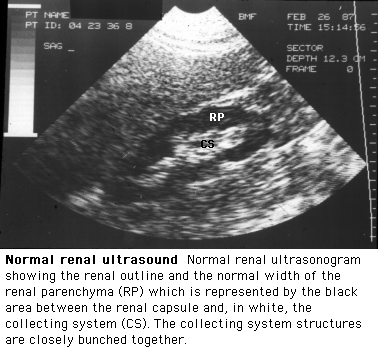 PT NAME BMF FEB 26 87
PT ID: 04 23 36 8 TIME 15:14:56
SAG _ SECTOR
DEPTH 12.3 CM
FRAME 0
RP
CS
Normal renal ultrasound Normal renal ultrasonogram
showing the renal outline and the normal width of the
renal parenchyma (RP) which is represented by the black
area between the renal capsule and, in white, the
collecting system (CS). The collecting system structures
are closely bunched together.